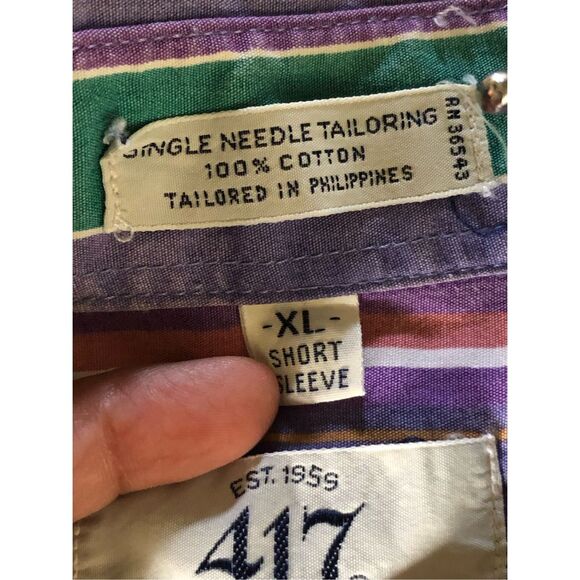 SINGLE NEEDLE TAILORING
100% COTTON
TAILORED IN PHILIPPINES
RN 36543
-XL-
SHORT
SLEEVE
EST. 1959
417